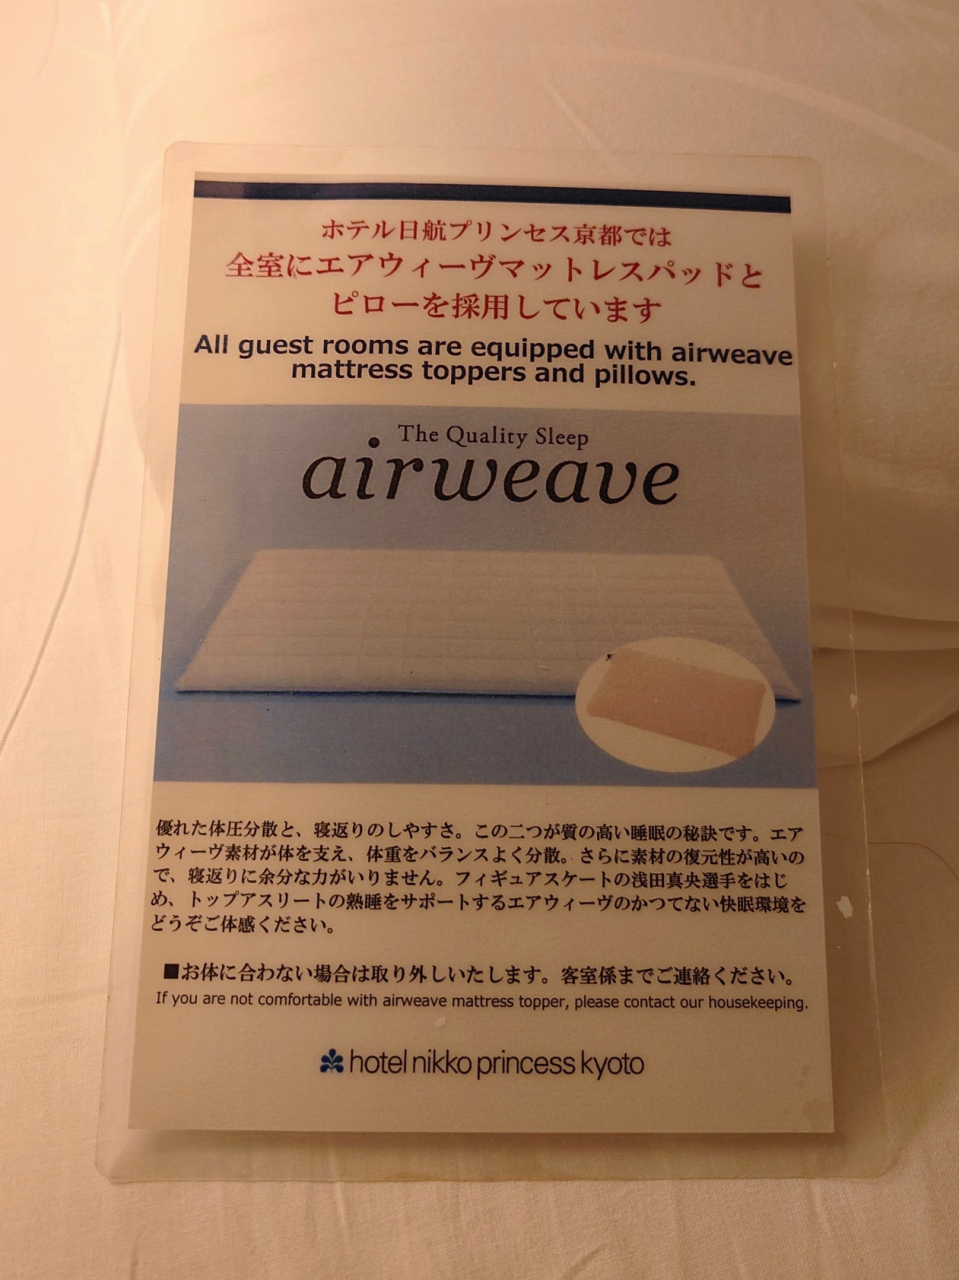 ホテル日航プリンセス京都では
全室にエアウィーヴマットレスパッドと
ピローを採用しています
All guest rooms are equipped with airweave
mattress toppers and pillows.
The Quality Sleep
airweave
優れた体圧分散と、寝返りのしやすさ。この二つが質の高い睡眠の秘訣です。エア
ウィーヴ素材が体を支え、体重をバランスよく分散。さらに素材の復元性が高いの
で、寝返りに余分な力がいりません。フィギュアスケートの浅田真央選手をはじ
め、トップアスリートの熟睡をサポートするエアウィーヴのかつてない快眠環境を
どうぞご体感ください。
■お体に合わない場合は取り外しいたします。客室係までご連絡ください。
If you are not comfortable with airweave mattress topper, please contact our housekeeping.
hotel nikko princess kyoto